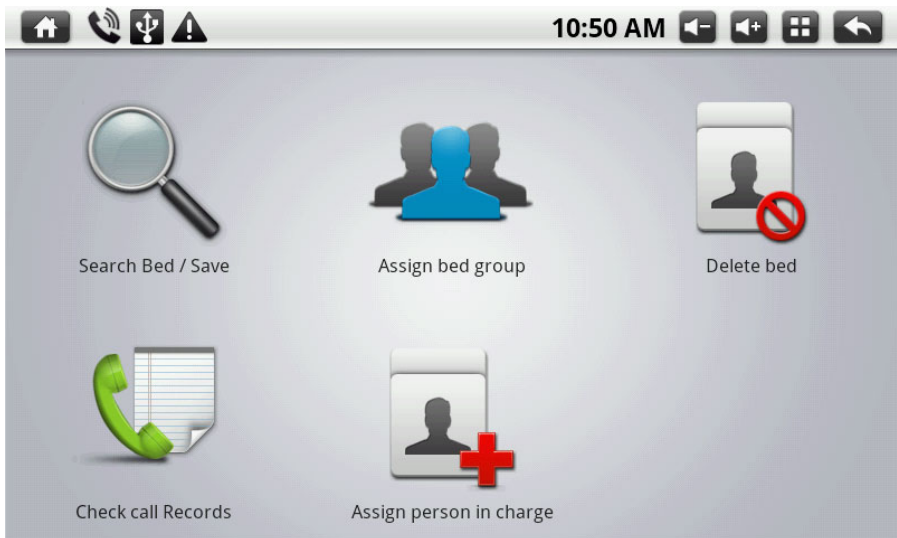 10:50 AM
Search Bed / Save
Assign bed group
Delete bed
Check call Records
Assign person in charge